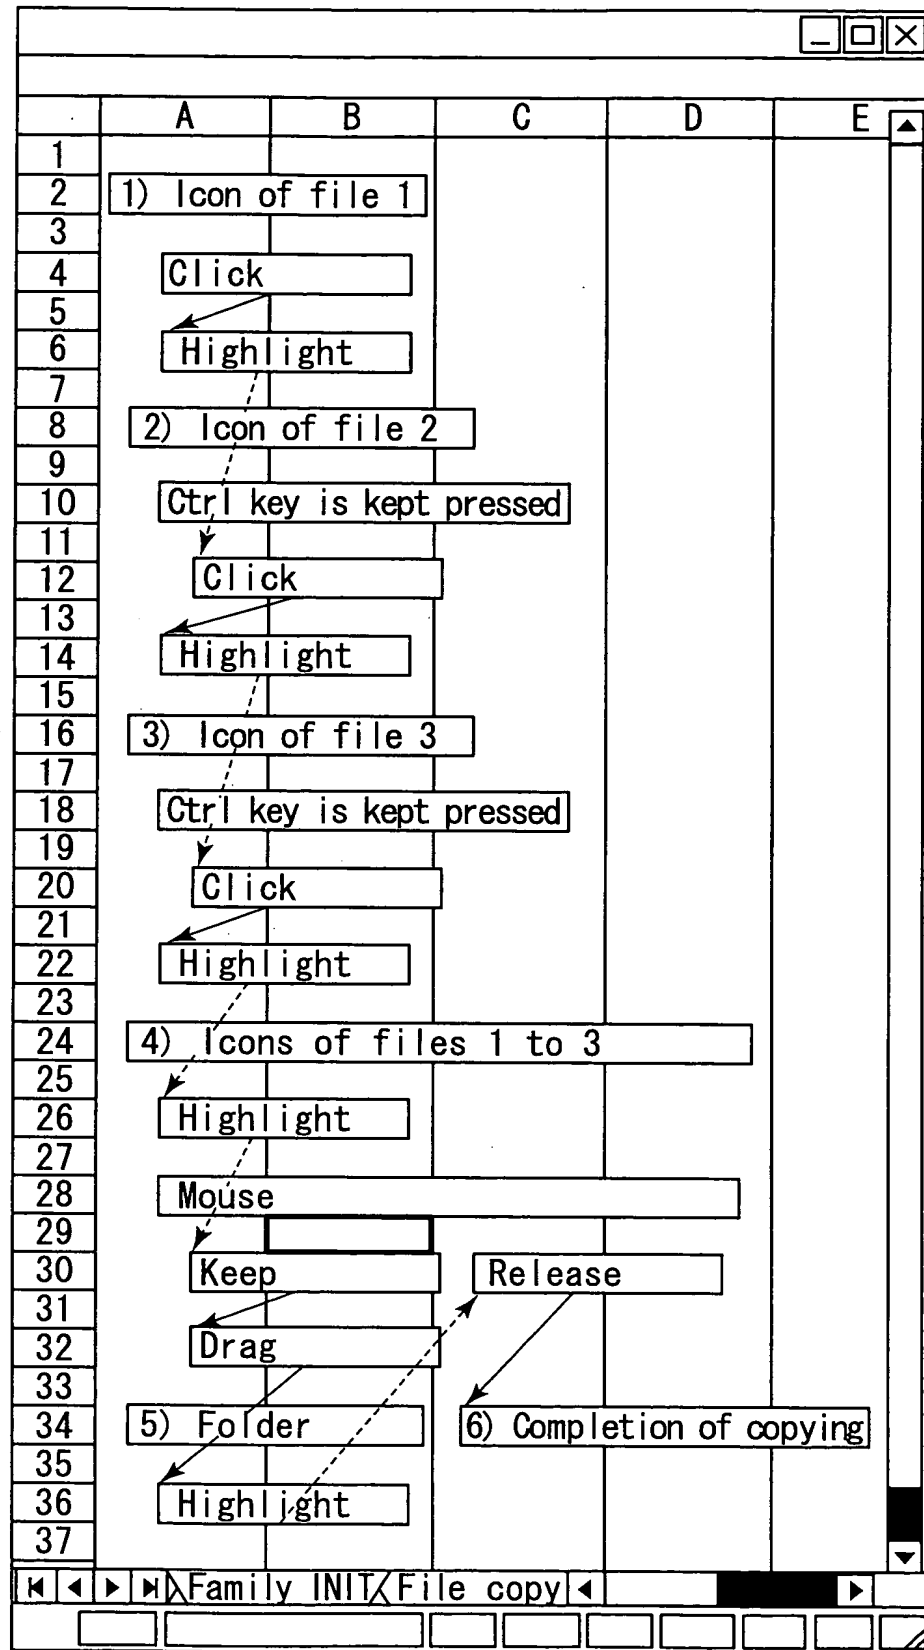 A B C D E
1
2 1) Icon of file 1
3
4 Click
5
6 Highlight
7
8 2) Icon of file 2
9
10 Ctrl key is kept pressed
11
12 Click
13
14 Highlight
15
16 3) Icon of file 3
17
18 Ctrl key is kept pressed
19
20 Click
21
22 Highlight
23
24 4) Icons of files 1 to 3
25
26 Highlight
27
28 Mouse
29
30 Keep Release
31
32 Drag
33
34 5) Folder 6) Completion of copying
35
36 Highlight
37
Family INIT File copy